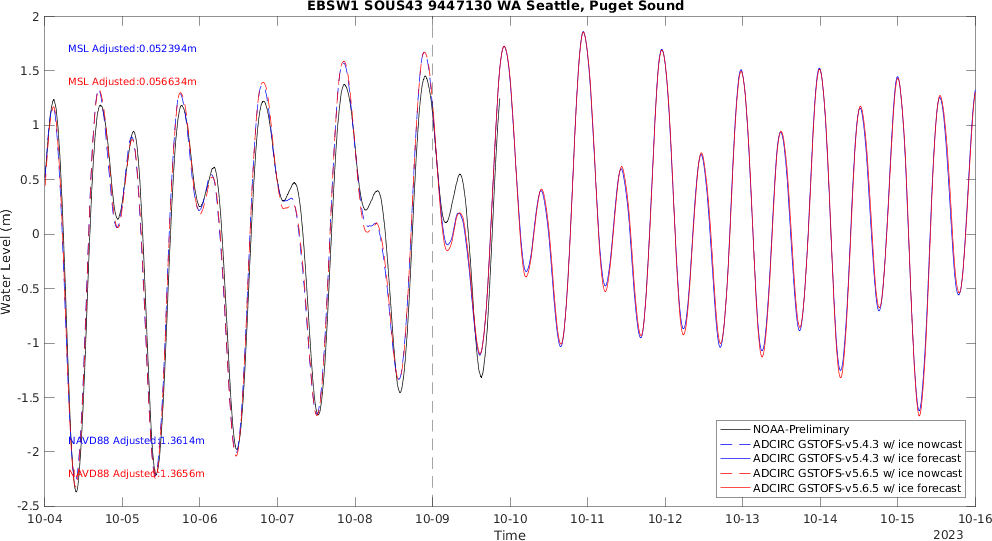 EBSW1 SOUS43 9447130 WA Seattle, Puget Sound
2
1.5
1
0.5
0
-0.5
-1
-1.5
-2
-2.5
Water Level (m)
MSL Adjusted:0.052394m
MSL Adjusted:0.056634m
NAVD88 Adjusted:1.3614m
NAVD88 Adjusted:1.3656m
NOAA-Preliminary
ADCIRC GSTOFS-v5.4.3 w/ ice nowcast
ADCIRC GSTOFS-v5.4.3 w/ ice forecast
ADCIRC GSTOFS-v5.6.5 w/ ice nowcast
ADCIRC GSTOFS-v5.6.5 w/ ice forecast
10-04 10-05 10-06 10-07 10-08 10-09 10-10 10-11 10-12 10-13 10-14 10-15 10-16
Time
2023